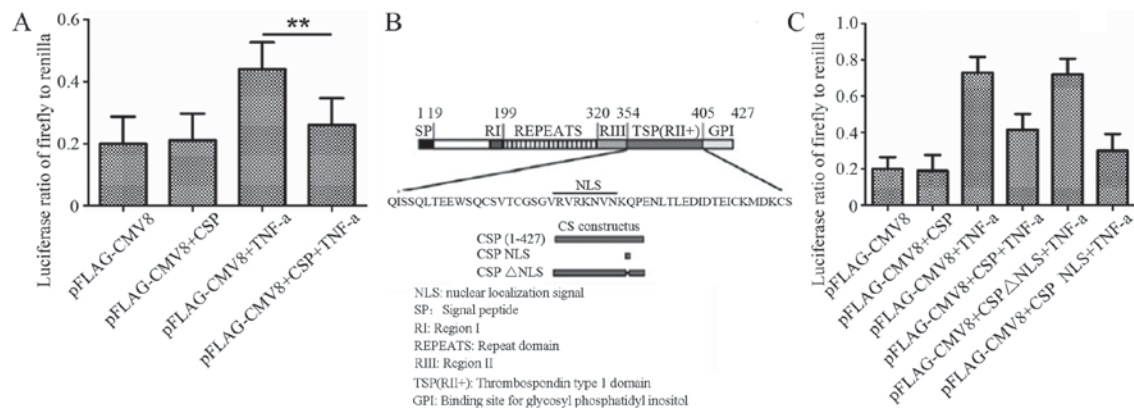 A
Luciferase ratio of firefly to renilla
0.6
0.4
0.2
0.0
**
pFLAG-CMV8
pFLAG-CMV8+CSP
pFLAG-CMV8+TNF-a
pFLAG-CMV8+CSP+TNF-a
B
1 19 199 320 354 405 427
SP RI REPEATS RIII TSP(RII+) GPI
NLS
QISSQLTEEWSQCSVTCGSGVRVRKNVNKQPENLTLEDIDTEICKMDKCS
CS constructus
CSP (1-427)
CSP NLS
CSP △NLS
NLS: nuclear localization signal
SP: Signal peptide
RI: Region I
REPEATS: Repeat domain
RIII: Region II
TSP(RII+): Thrombospondin type 1 domain
GPI: Binding site for glycosyl phosphatidyl inositol
C
Luciferase ratio of firefly to renilla
1.0
0.8
0.6
0.4
0.2
0.0
pFLAG-CMV8
pFLAG-CMV8+CSP
pFLAG-CMV8+TNF-a
pFLAG-CMV8+CSP+TNF-a
pFLAG-CMV8+CSP△NLS+TNF-a
pFLAG-CMV8+CSP NLS+TNF-a